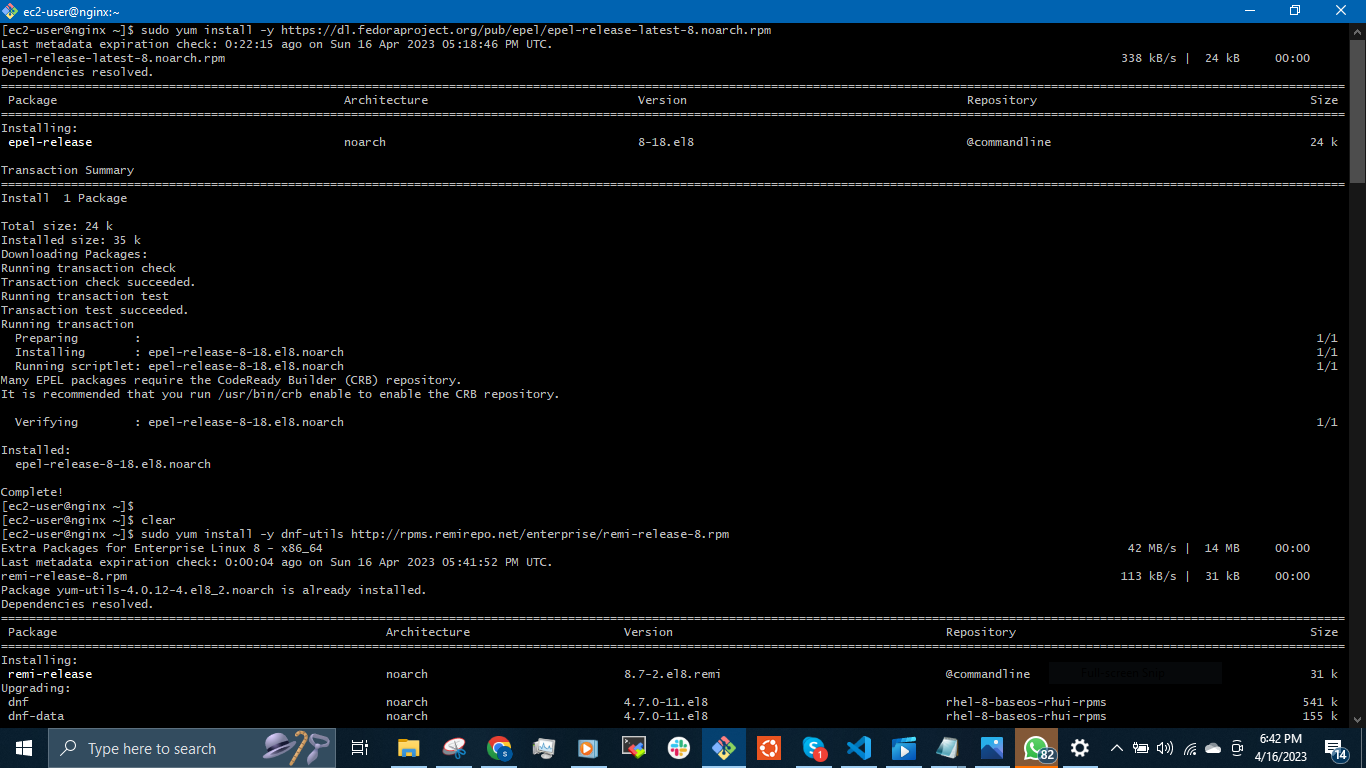 ec2-user@nginx:~
[ec2-user@nginx ~]$ sudo yum install -y https://dl.fedoraproject.org/pub/epel/epel-release-latest-8.noarch.rpm
Last metadata expiration check: 0:22:15 ago on Sun 16 Apr 2023 05:18:46 PM UTC.
epel-release-latest-8.noarch.rpm 338 kB/s | 24 kB 00:00
Dependencies resolved.
Package Architecture Version Repository Size
Installing:
epel-release noarch 8-18.el8 @commandline 24 k
Transaction Summary
Install 1 Package
Total size: 24 k
Installed size: 35 k
Downloading Packages:
Running transaction check
Transaction check succeeded.
Running transaction test
Transaction test succeeded.
Running transaction
Preparing : 1/1
Installing : epel-release-8-18.el8.noarch 1/1
Running scriptlet: epel-release-8-18.el8.noarch 1/1
Many EPEL packages require the CodeReady Builder (CRB) repository.
It is recommended that you run /usr/bin/crb enable to enable the CRB repository.
Verifying : epel-release-8-18.el8.noarch 1/1
Installed:
epel-release-8-18.el8.noarch
Complete!
[ec2-user@nginx ~]$
[ec2-user@nginx ~]$ clear
[ec2-user@nginx ~]$ sudo yum install -y dnf-utils http://rpms.remirepo.net/enterprise/remi-release-8.rpm
Extra Packages for Enterprise Linux 8 - x86_64 42 MB/s | 14 MB 00:00
Last metadata expiration check: 0:00:04 ago on Sun 16 Apr 2023 05:41:52 PM UTC.
remi-release-8.rpm 113 kB/s | 31 kB 00:00
Package yum-utils-4.0.12-4.el8_2.noarch is already installed.
Dependencies resolved.
Package Architecture Version Repository Size
Installing:
remi-release noarch 8.7-2.el8.remi @commandline 31 k
Upgrading:
dnf noarch 4.7.0-11.el8 rhel-8-baseos-rhui-rpms 541 k
dnf-data noarch 4.7.0-11.el8 rhel-8-baseos-rhui-rpms 155 k
Type here to search
S
1
82
6:42 PM
4/16/2023
14